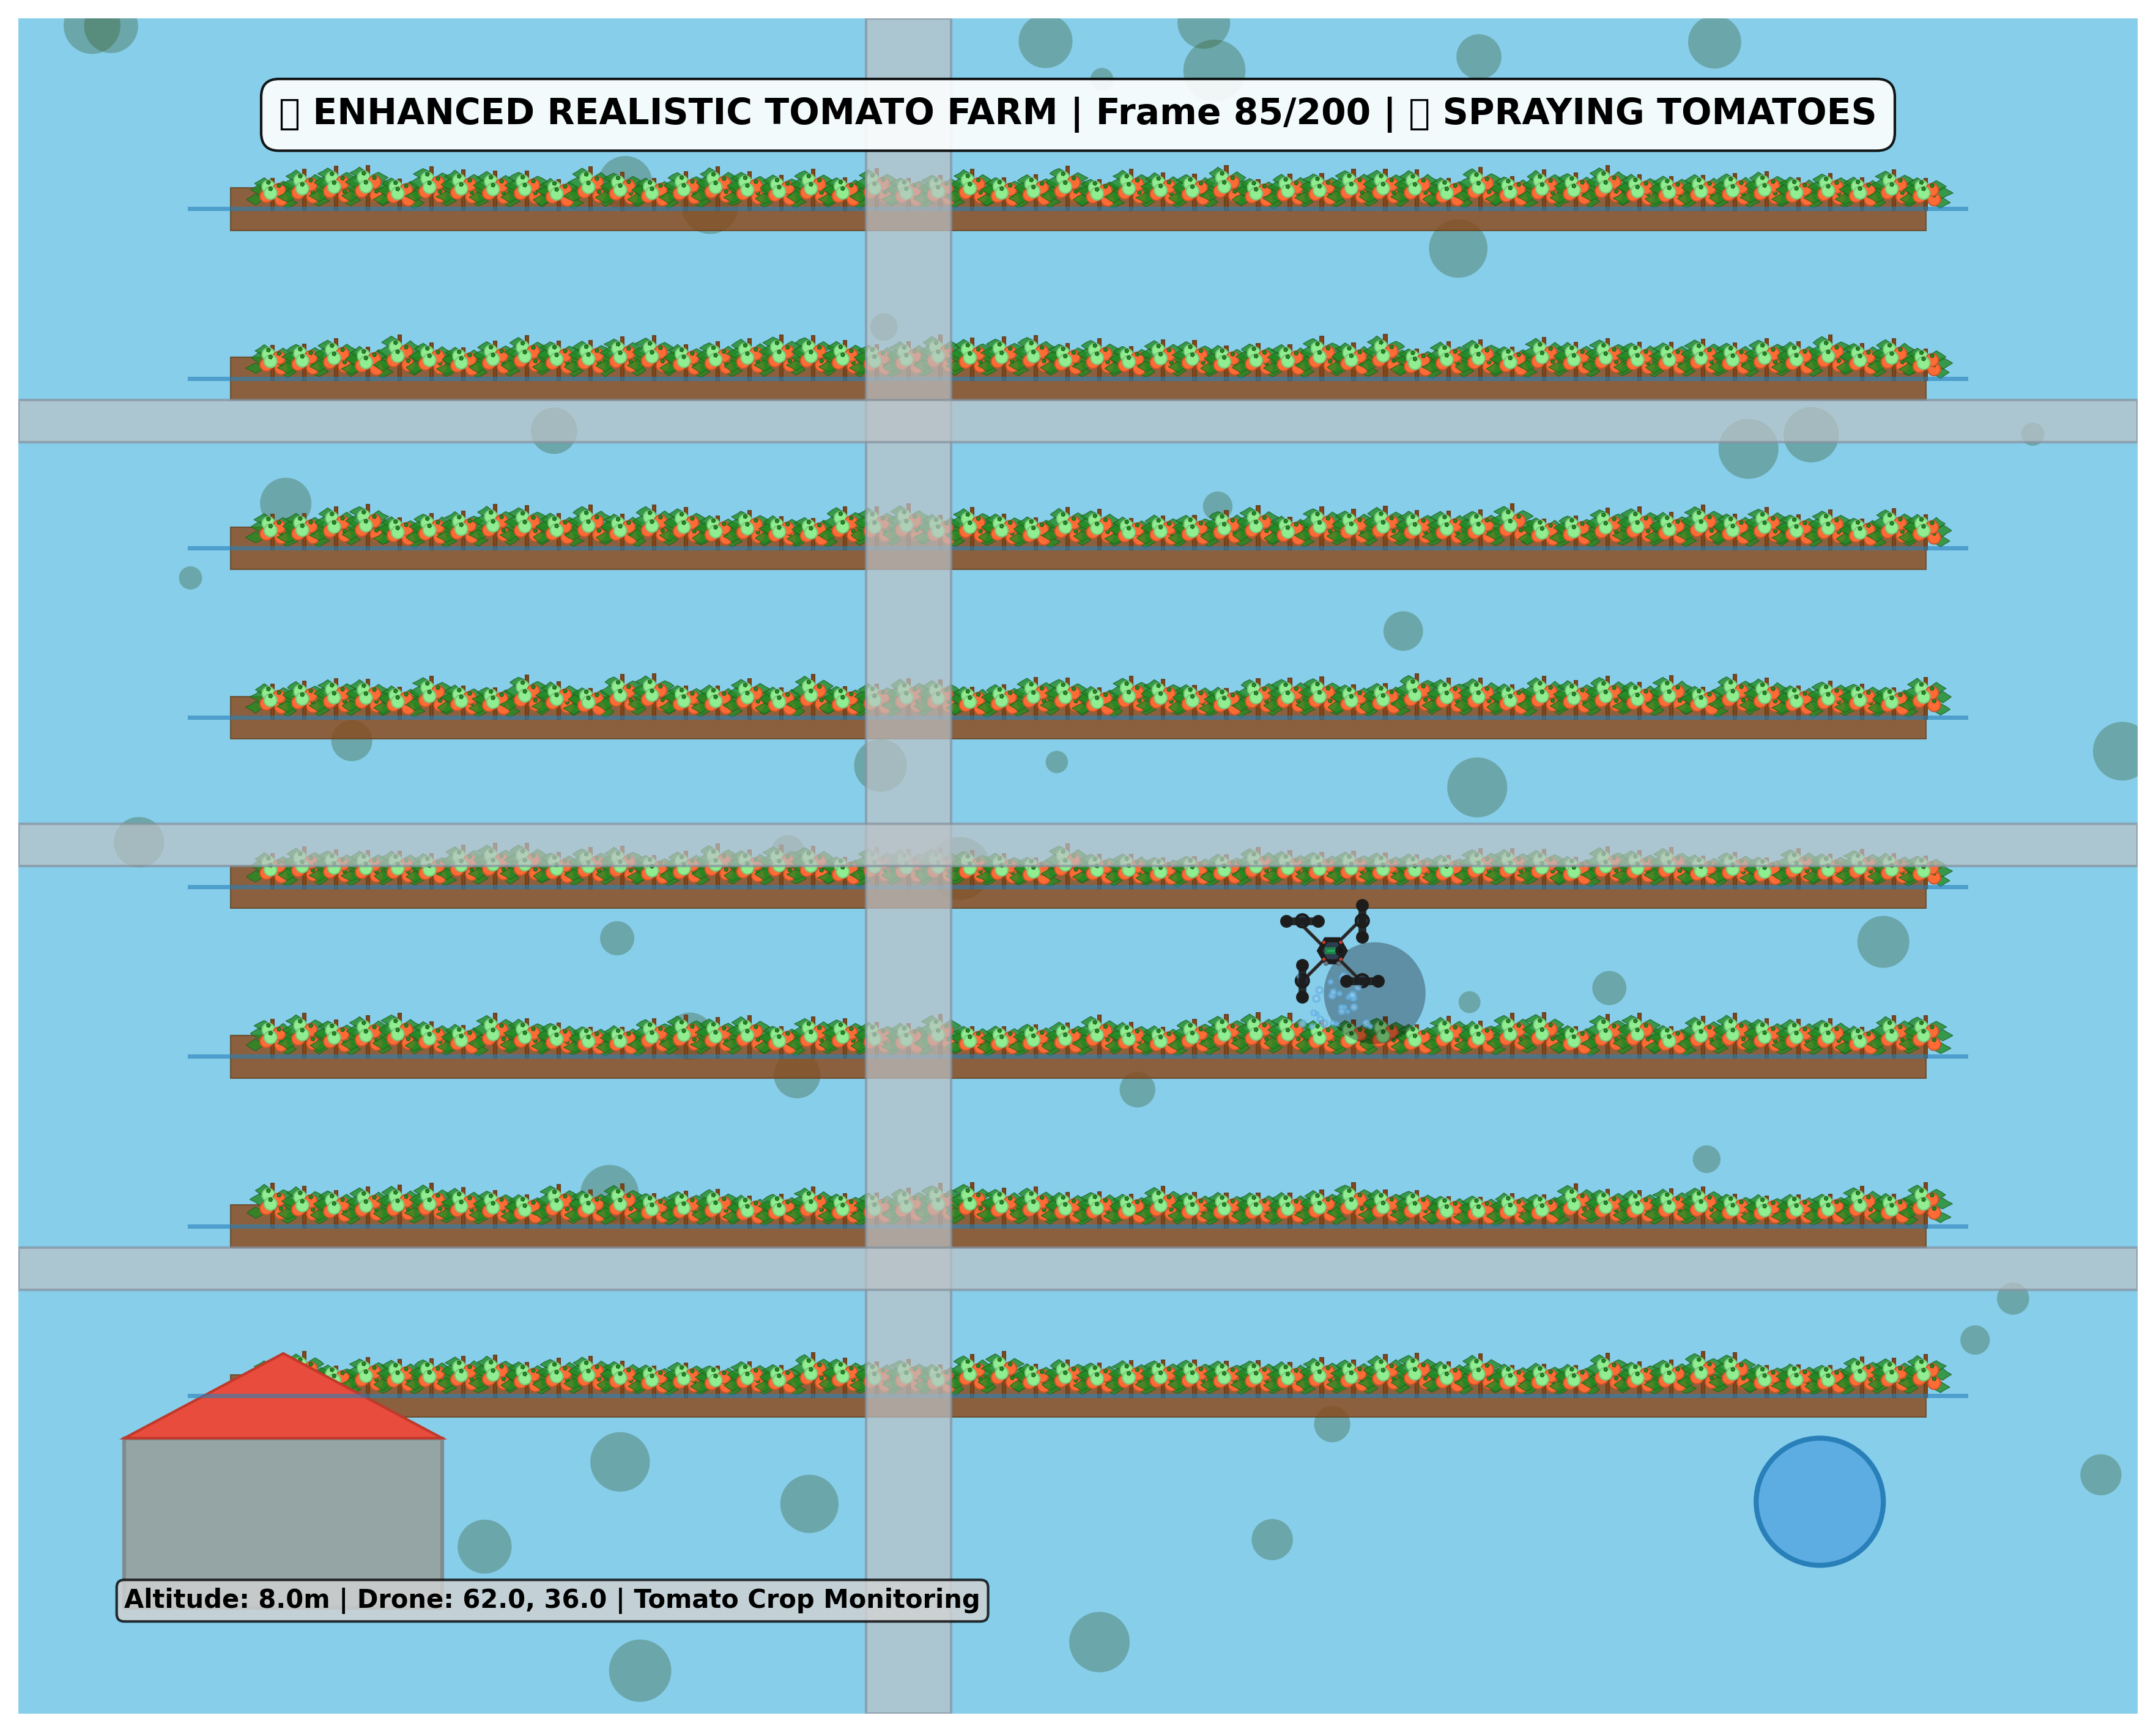 ▯ ENHANCED REALISTIC TOMATO FARM | Frame 85/200 | ▯ SPRAYING TOMATOES
Altitude: 8.0m | Drone: 62.0, 36.0 | Tomato Crop Monitoring